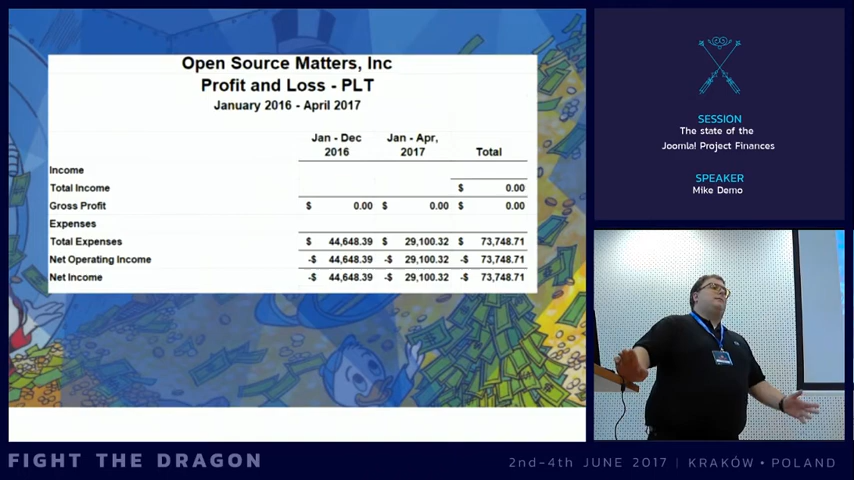 Open Source Matters, Inc
Profit and Loss - PLT
January 2016 - April 2017
Jan - Dec 2016 Jan - Apr, 2017 Total
Income
Total Income $ 0.00
Gross Profit $ 0.00 $ 0.00 $ 0.00
Expenses
Total Expenses $ 44,648.39 $ 29,100.32 $ 73,748.71
Net Operating Income -$ 44,648.39 -$ 29,100.32 -$ 73,748.71
Net Income -$ 44,648.39 -$ 29,100.32 -$ 73,748.71
SESSION
The state of the
Joomla! Project Finances
SPEAKER
Mike Demo
FIGHT THE DRAGON
2nd-4th JUNE 2017 | KRAKÓW • POLAND